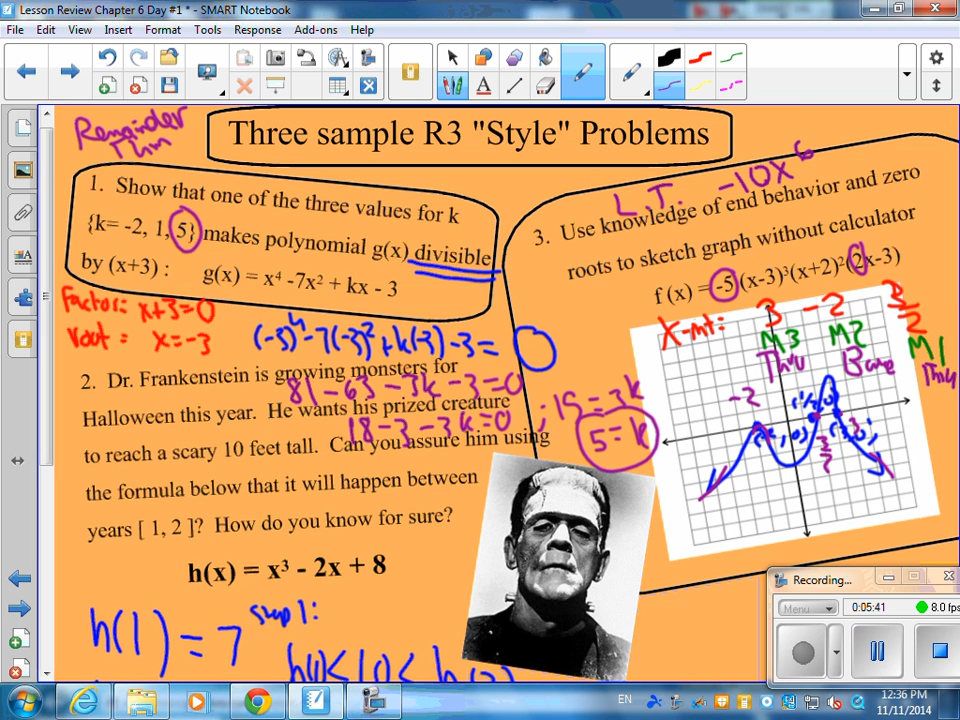 Lesson Review Chapter 6 Day #1 * - SMART Notebook
File Edit View Insert Format Tools Response Add-ons Help
Remainder
Thm
Three sample R3 "Style" Problems
1. Show that one of the three values for k
{k= -2, 1, 5} makes polynomial g(x) divisible
by (x+3) : g(x) = x⁴ -7x² + kx - 3
Factor: x+3=0
root = x=-3
(-3)⁴-7(-3)²+k(-3)-3= 0
81-63-3k-3=0
18-3-3k=0
; 15=3k
5=k
2. Dr. Frankenstein is growing monsters for
Halloween this year. He wants his prized creature
to reach a scary 10 feet tall. Can you assure him using
the formula below that it will happen between
years [ 1, 2 ]? How do you know for sure?
h(x) = x³ - 2x + 8
h(1) = 7
step 1:
L.T. -10x⁶
3. Use knowledge of end behavior and zero
roots to sketch graph without calculator
f (x) = -5(x-3)³(x+2)²(2x-3)
X-int: 3 -2 3/2
M3 M2 M1
Thru Bounce Thru
-2
3/2
Recording...
Menu
0:05:41
8.0 fps
EN
12:36 PM
11/11/2014